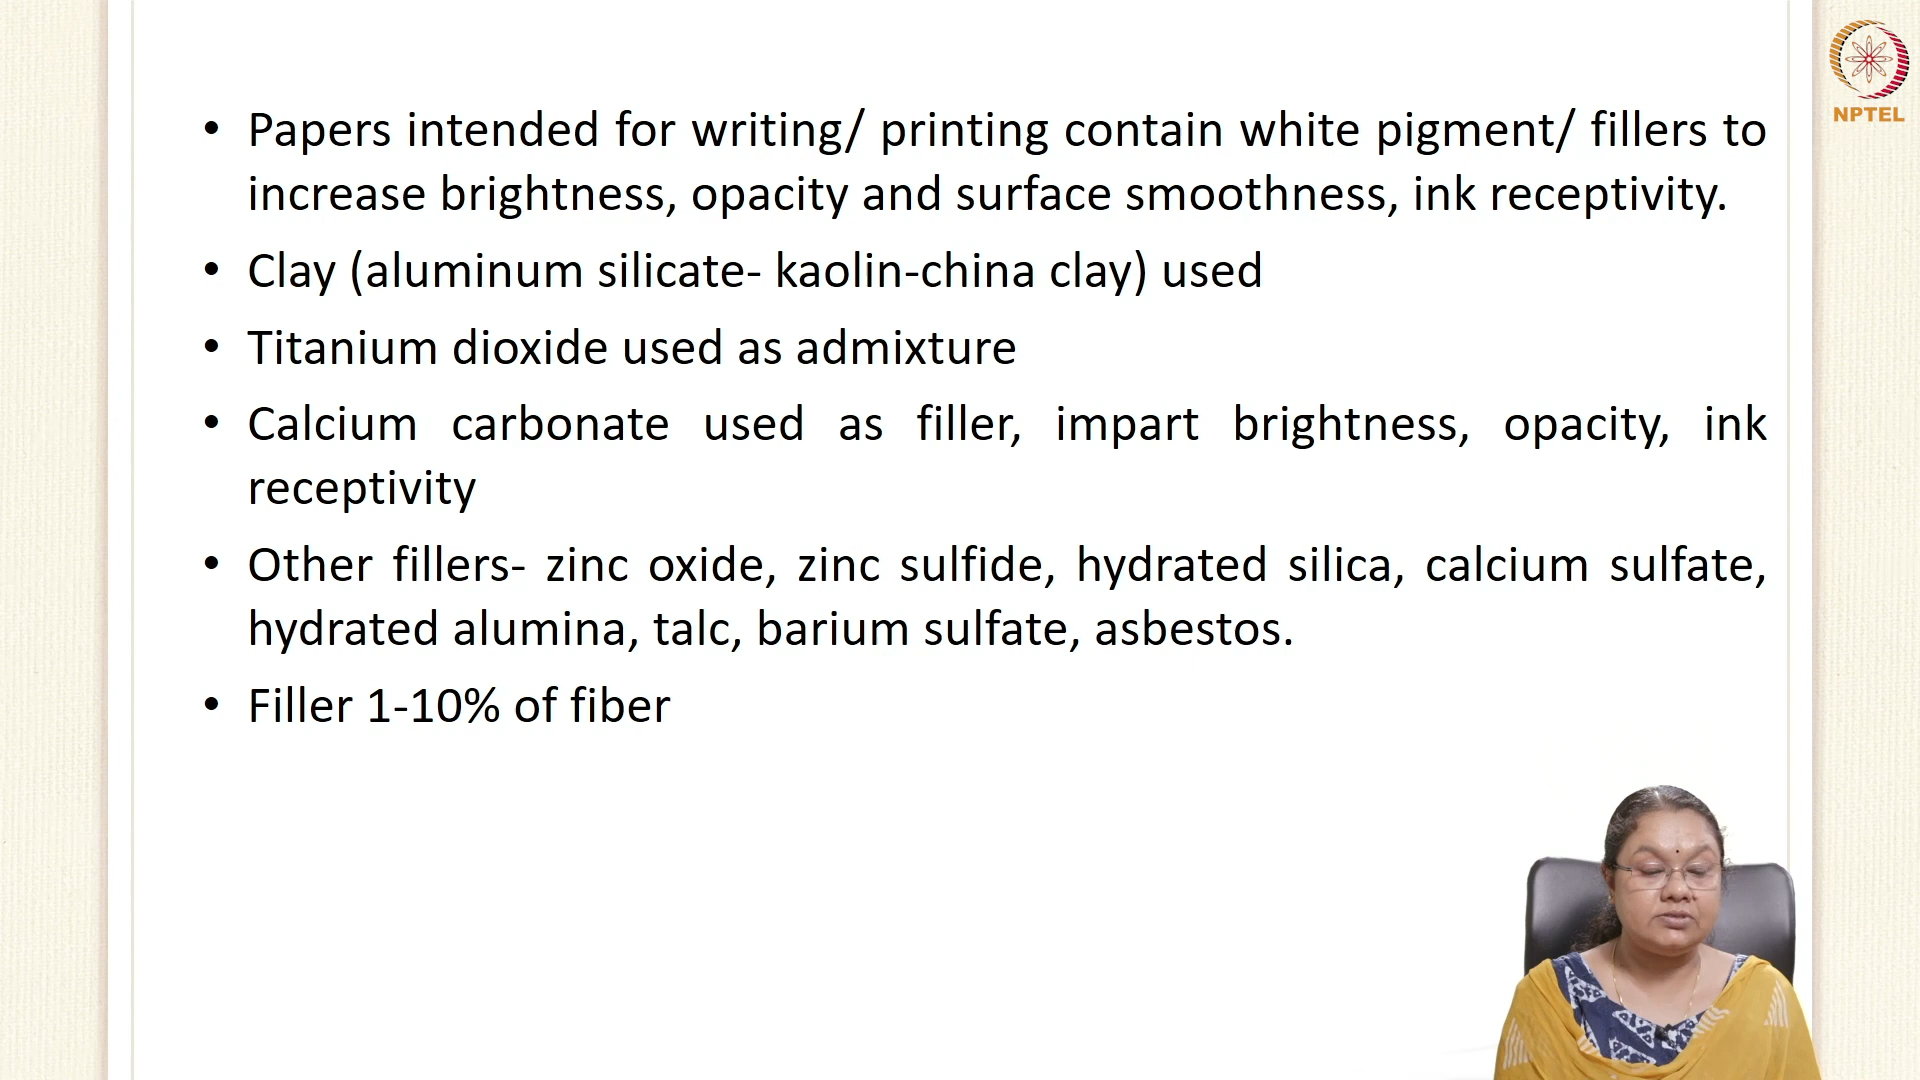 NPTEL
• Papers intended for writing/ printing contain white pigment/ fillers to
increase brightness, opacity and surface smoothness, ink receptivity.
• Clay (aluminum silicate- kaolin-china clay) used
• Titanium dioxide used as admixture
• Calcium carbonate used as filler, impart brightness, opacity, ink
receptivity
• Other fillers- zinc oxide, zinc sulfide, hydrated silica, calcium sulfate,
hydrated alumina, talc, barium sulfate, asbestos.
• Filler 1-10% of fiber